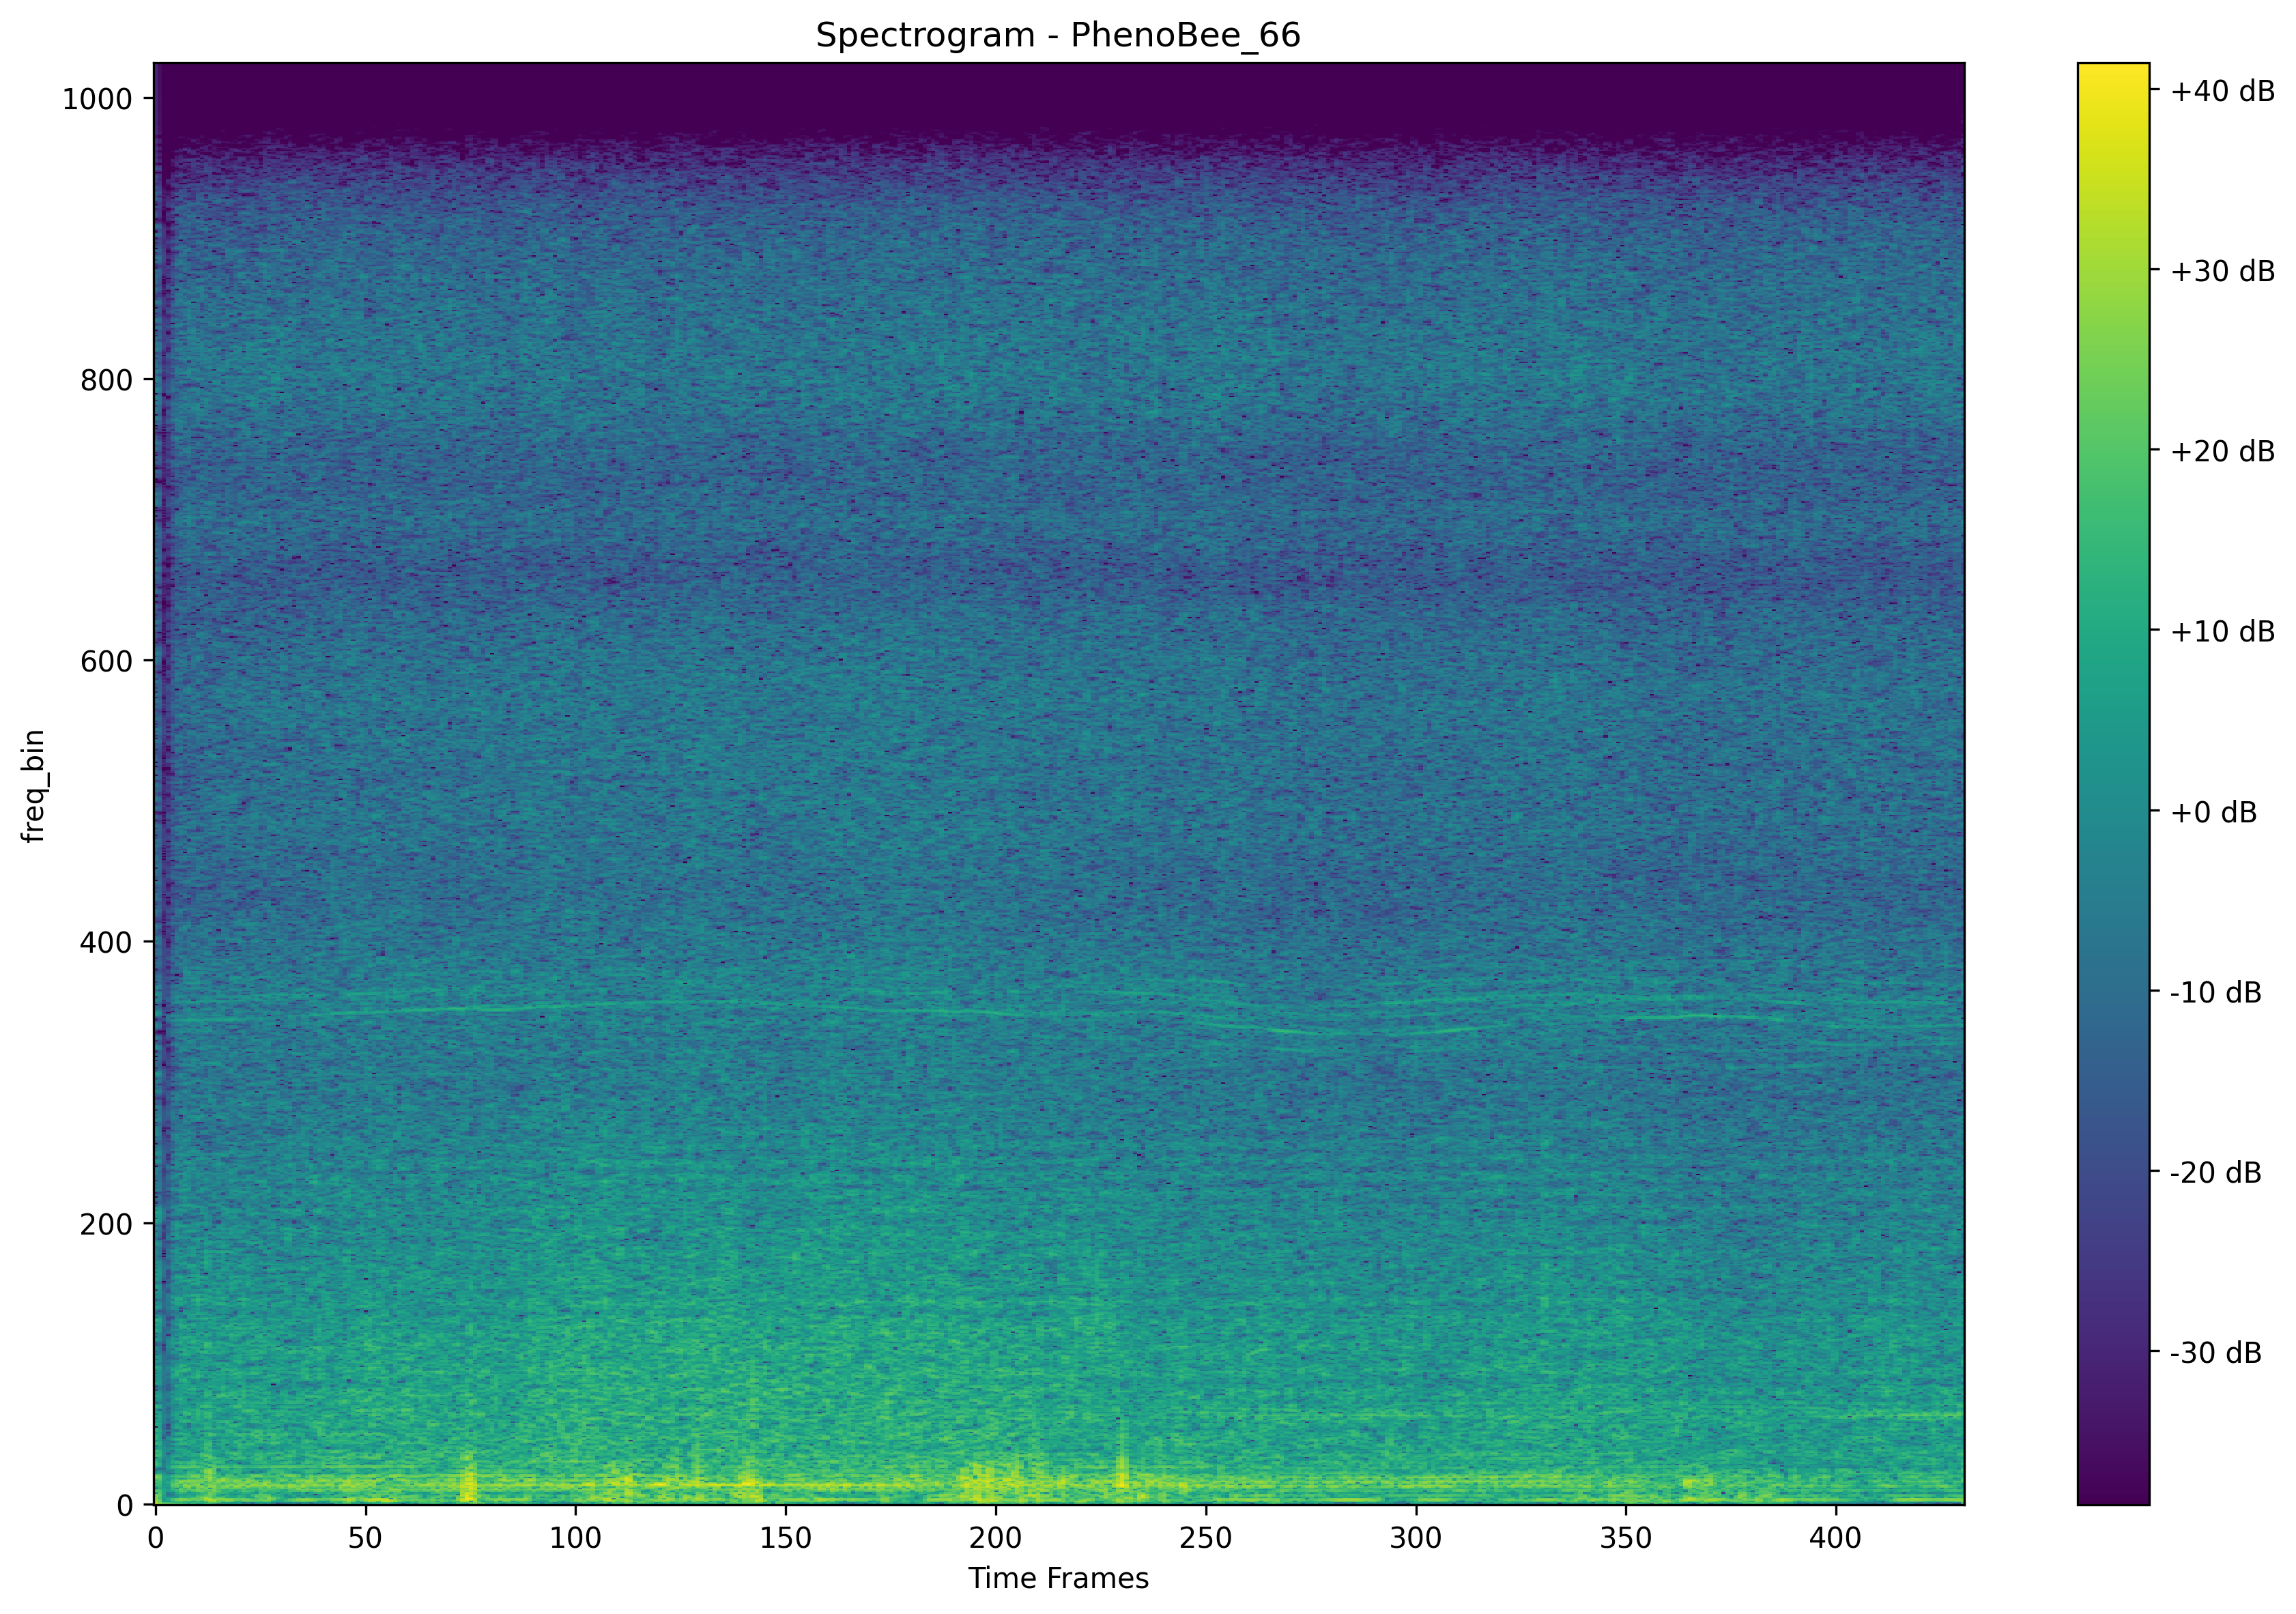 Spectrogram - PhenoBee_66
1000
800
600
400
200
0
freq_bin
0 50 100 150 200 250 300 350 400
Time Frames
+40 dB
+30 dB
+20 dB
+10 dB
+0 dB
-10 dB
-20 dB
-30 dB